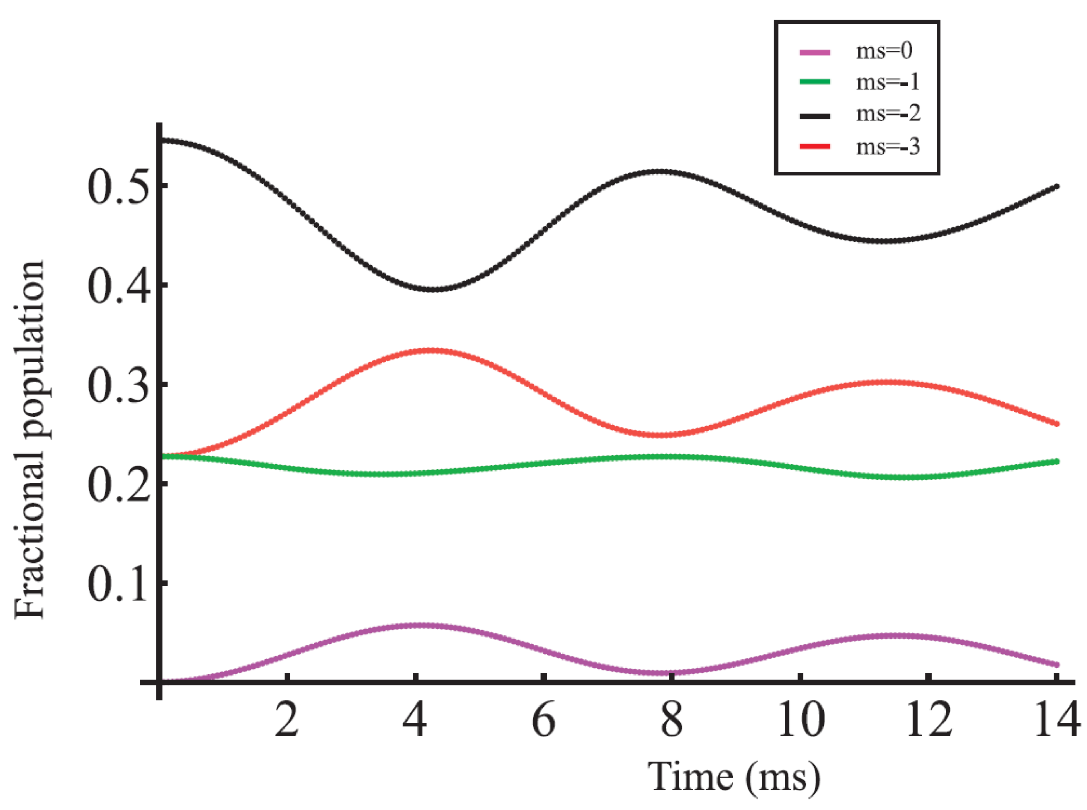 ms=0
ms=-1
ms=-2
ms=-3
0.5
0.4
0.3
0.2
0.1
Fractional population
2 4 6 8 10 12 14
Time (ms)